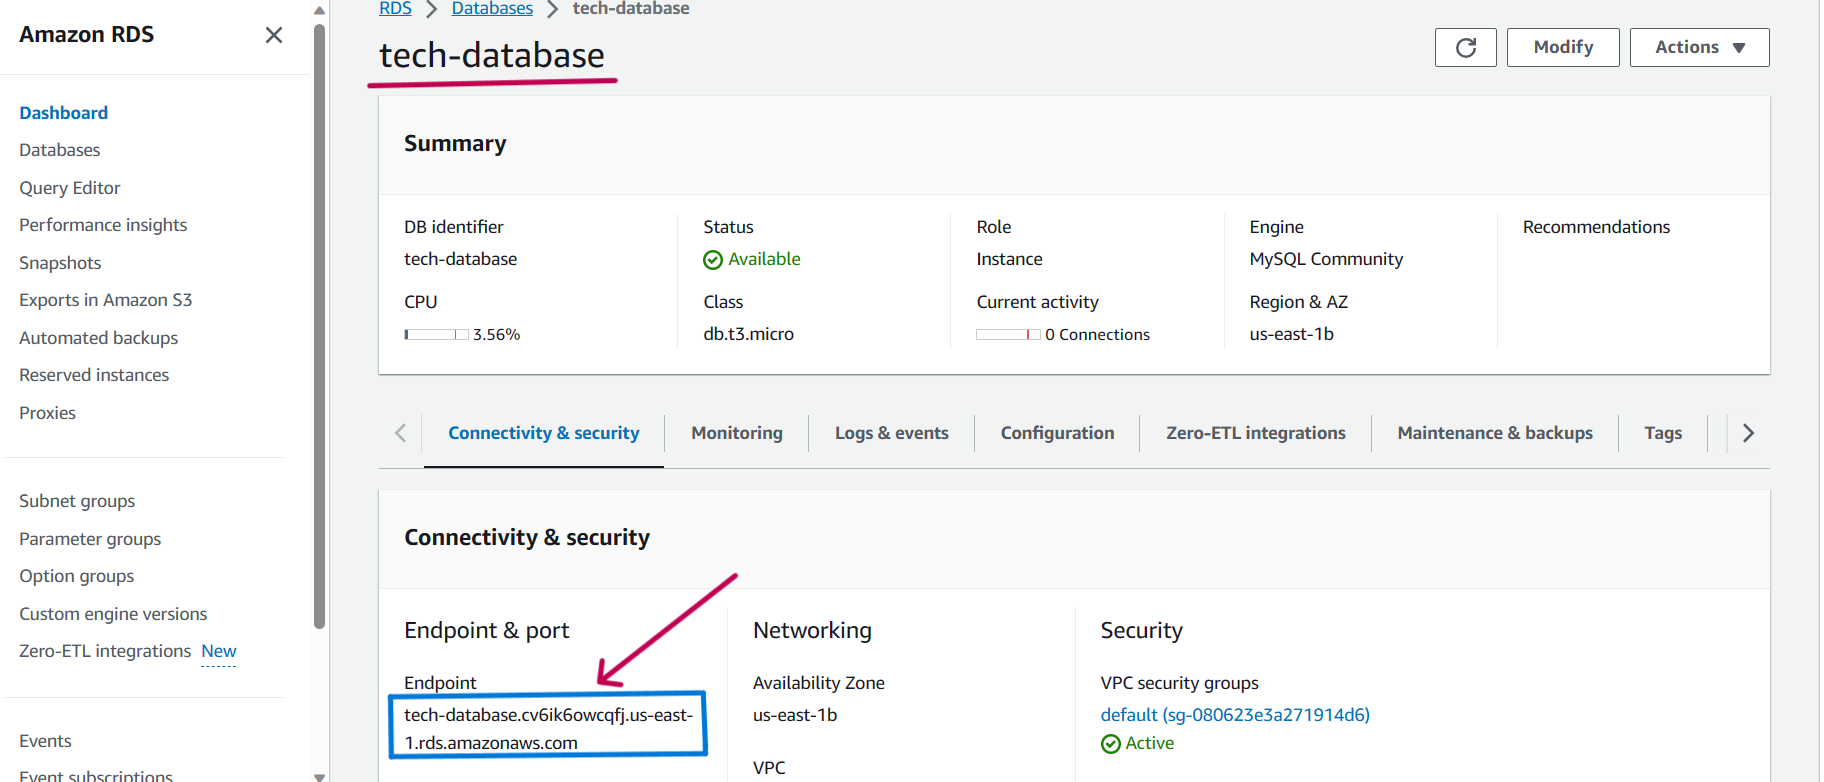 Amazon RDS
Dashboard
Databases
Query Editor
Performance insights
Snapshots
Exports in Amazon S3
Automated backups
Reserved instances
Proxies
Subnet groups
Parameter groups
Option groups
Custom engine versions
Zero-ETL integrations New
Events
Event subscriptions
RDS Databases tech-database
tech-database
Modify
Actions
Summary
DB identifier
tech-database
CPU
3.56%
Status
Available
Class
db.t3.micro
Role
Instance
Current activity
0 Connections
Engine
MySQL Community
Region & AZ
us-east-1b
Recommendations
Connectivity & security
Monitoring
Logs & events
Configuration
Zero-ETL integrations
Maintenance & backups
Tags
Connectivity & security
Endpoint & port
Endpoint
tech-database.cv6ik6owcqfj.us-east-
1.rds.amazonaws.com
Networking
Availability Zone
us-east-1b
VPC
Security
VPC security groups
default (sg-080623e3a271914d6)
Active